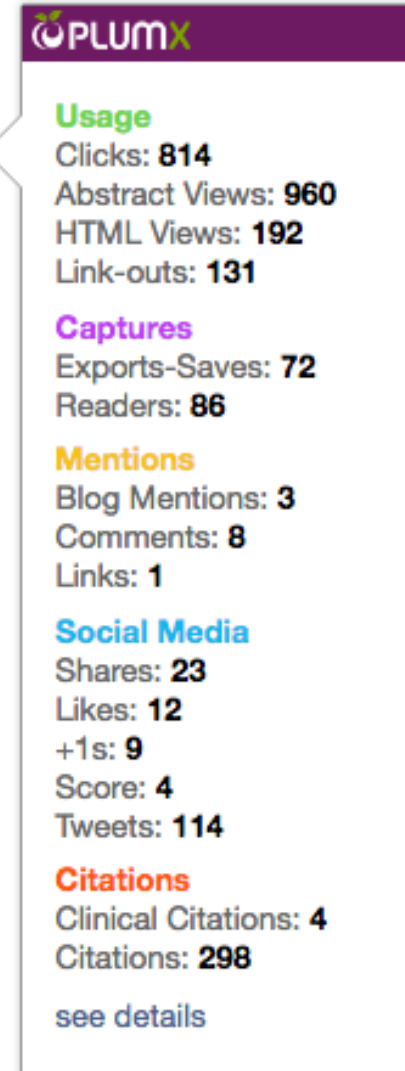 PLUMX
Usage
Clicks: 814
Abstract Views: 960
HTML Views: 192
Link-outs: 131
Captures
Exports-Saves: 72
Readers: 86
Mentions
Blog Mentions: 3
Comments: 8
Links: 1
Social Media
Shares: 23
Likes: 12
+1s: 9
Score: 4
Tweets: 114
Citations
Clinical Citations: 4
Citations: 298
see details